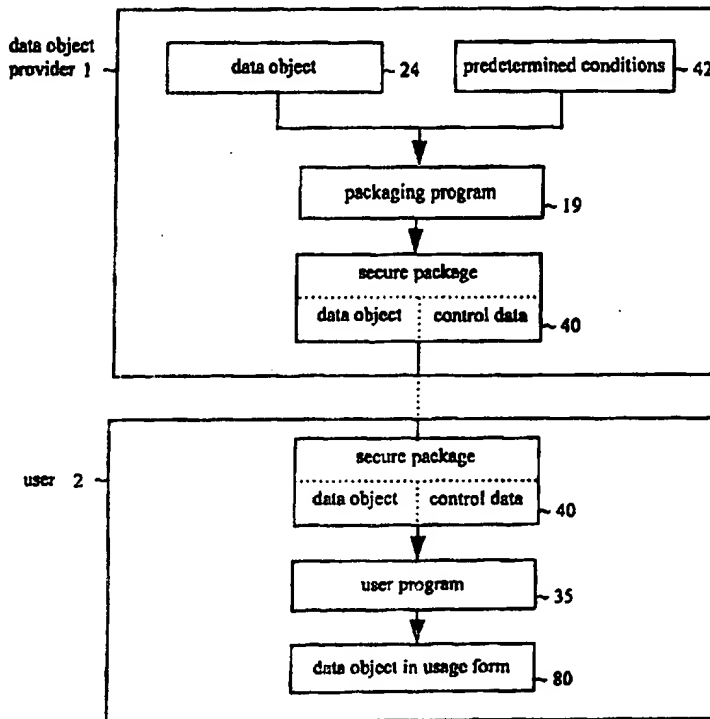 data object
provider 1
data object
~ 24
predetermined conditions
~ 42
packaging program
~ 19
secure package
data object
control data
~ 40
user 2
secure package
data object
control data
~ 40
user program
~ 35
data object in usage form
~ 80